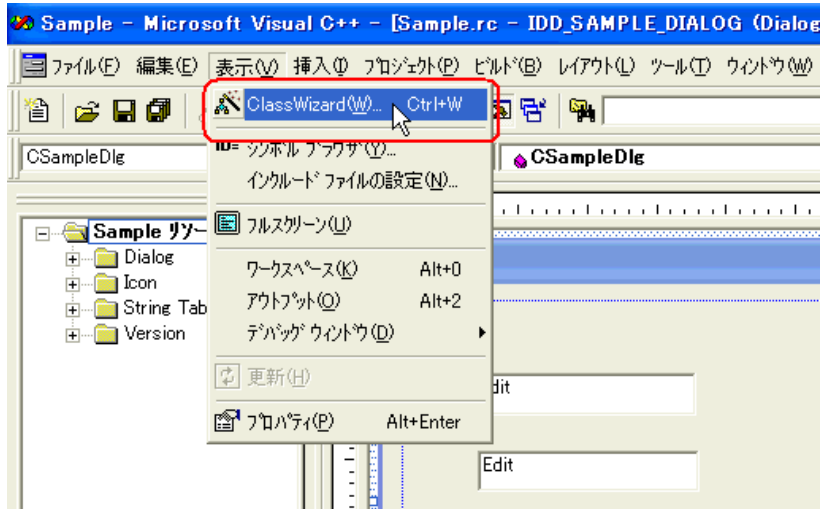 Sample - Microsoft Visual C++ - [Sample.rc - IDD_SAMPLE_DIALOG (Dialog
ﾌｧｲﾙ(F) 編集(E) 表示(V) 挿入(I) ﾌﾟﾛｼﾞｪｸﾄ(P) ﾋﾞﾙﾄﾞ(B) ﾚｲｱｳﾄ(L) ﾂｰﾙ(T) ｳｨﾝﾄﾞｳ(W)
ClassWizard(W)... Ctrl+W
CSampleDlg
CSampleDlg
ID= ｼﾝﾎﾞﾙ ﾌﾞﾗｳｻﾞ(Y)...
ｲﾝｸﾙｰﾄﾞ ﾌｧｲﾙの設定(N)...
ﾌﾙｽｸﾘｰﾝ(U)
ﾜｰｸｽﾍﾟｰｽ(K) Alt+0
ｱｳﾄﾌﾟｯﾄ(O) Alt+2
ﾃﾞﾊﾞｯｸﾞ ｳｨﾝﾄﾞｳ(D)
更新(H)
ﾌﾟﾛﾊﾟﾃｨ(P) Alt+Enter
Sample ﾘｿｰ
Dialog
Icon
String Tab
Version
dit
Edit